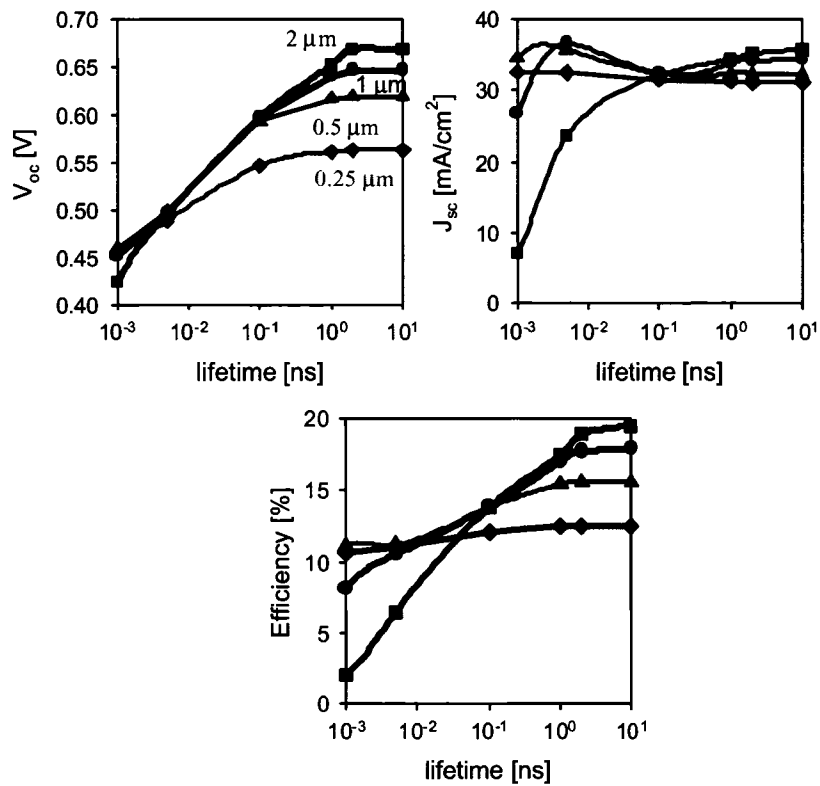 V_oc [V]
0.70
0.65
0.60
0.55
0.50
0.45
0.40
2 μm
1 μm
0.5 μm
0.25 μm
10^-3 10^-2 10^-1 10^0 10^1
lifetime [ns]
J_sc [mA/cm^2]
40
30
20
10
0
10^-3 10^-2 10^-1 10^0 10^1
lifetime [ns]
Efficiency [%]
20
15
10
5
0
10^-3 10^-2 10^-1 10^0 10^1
lifetime [ns]